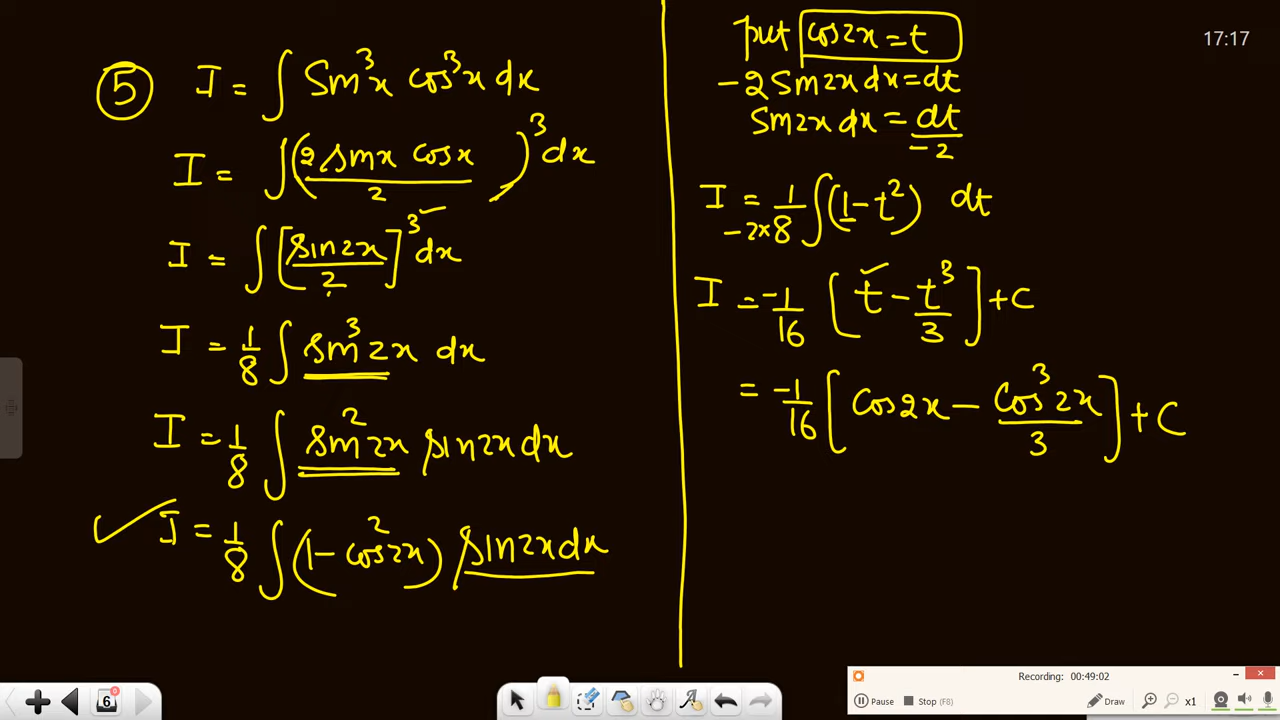 ⑤ I = ∫ Sin³x cos³x dx
I = ∫ (2 sinx cosx / 2)³ dx
I = ∫ [sin2x / 2]³ dx
I = 1/8 ∫ sin³2x dx
I = 1/8 ∫ sin²2x sin2x dx
✓ I = 1/8 ∫ (1 - cos²2x) sin2x dx
put cos2x = t
-2 Sin2x dx = dt
Sin2x dx = dt / -2
I = 1 / -2×8 ∫ (1 - t²) dt
I = -1/16 [t - t³/3] + C
= -1/16 [cos2x - cos³2x / 3] + C
17:17
6
0
Recording: 00:49:02
Pause Stop (F8) Draw x1